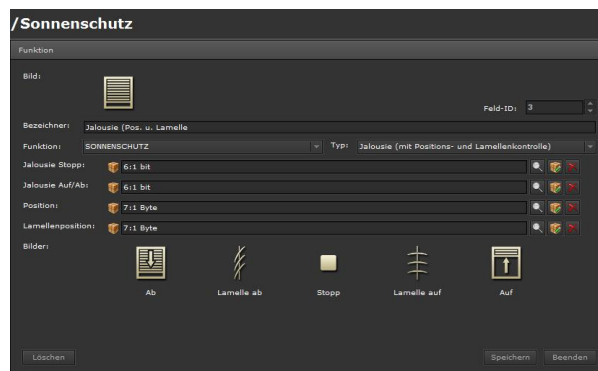 /Sonnenschutz
Funktion
Bild:
Feld-ID: 3
Bezeichner: Jalousie (Pos. u. Lamelle
Funktion: SONNENSCHUTZ Typ: Jalousie (mit Positions- und Lamellenkontrolle)
Jalousie Stopp: 6:1 bit
Jalousie Auf/Ab: 6:1 bit
Position: 7:1 Byte
Lamellenposition: 7:1 Byte
Bilder:
Ab Lamelle ab Stopp Lamelle auf Auf
Löschen Speichern Beenden